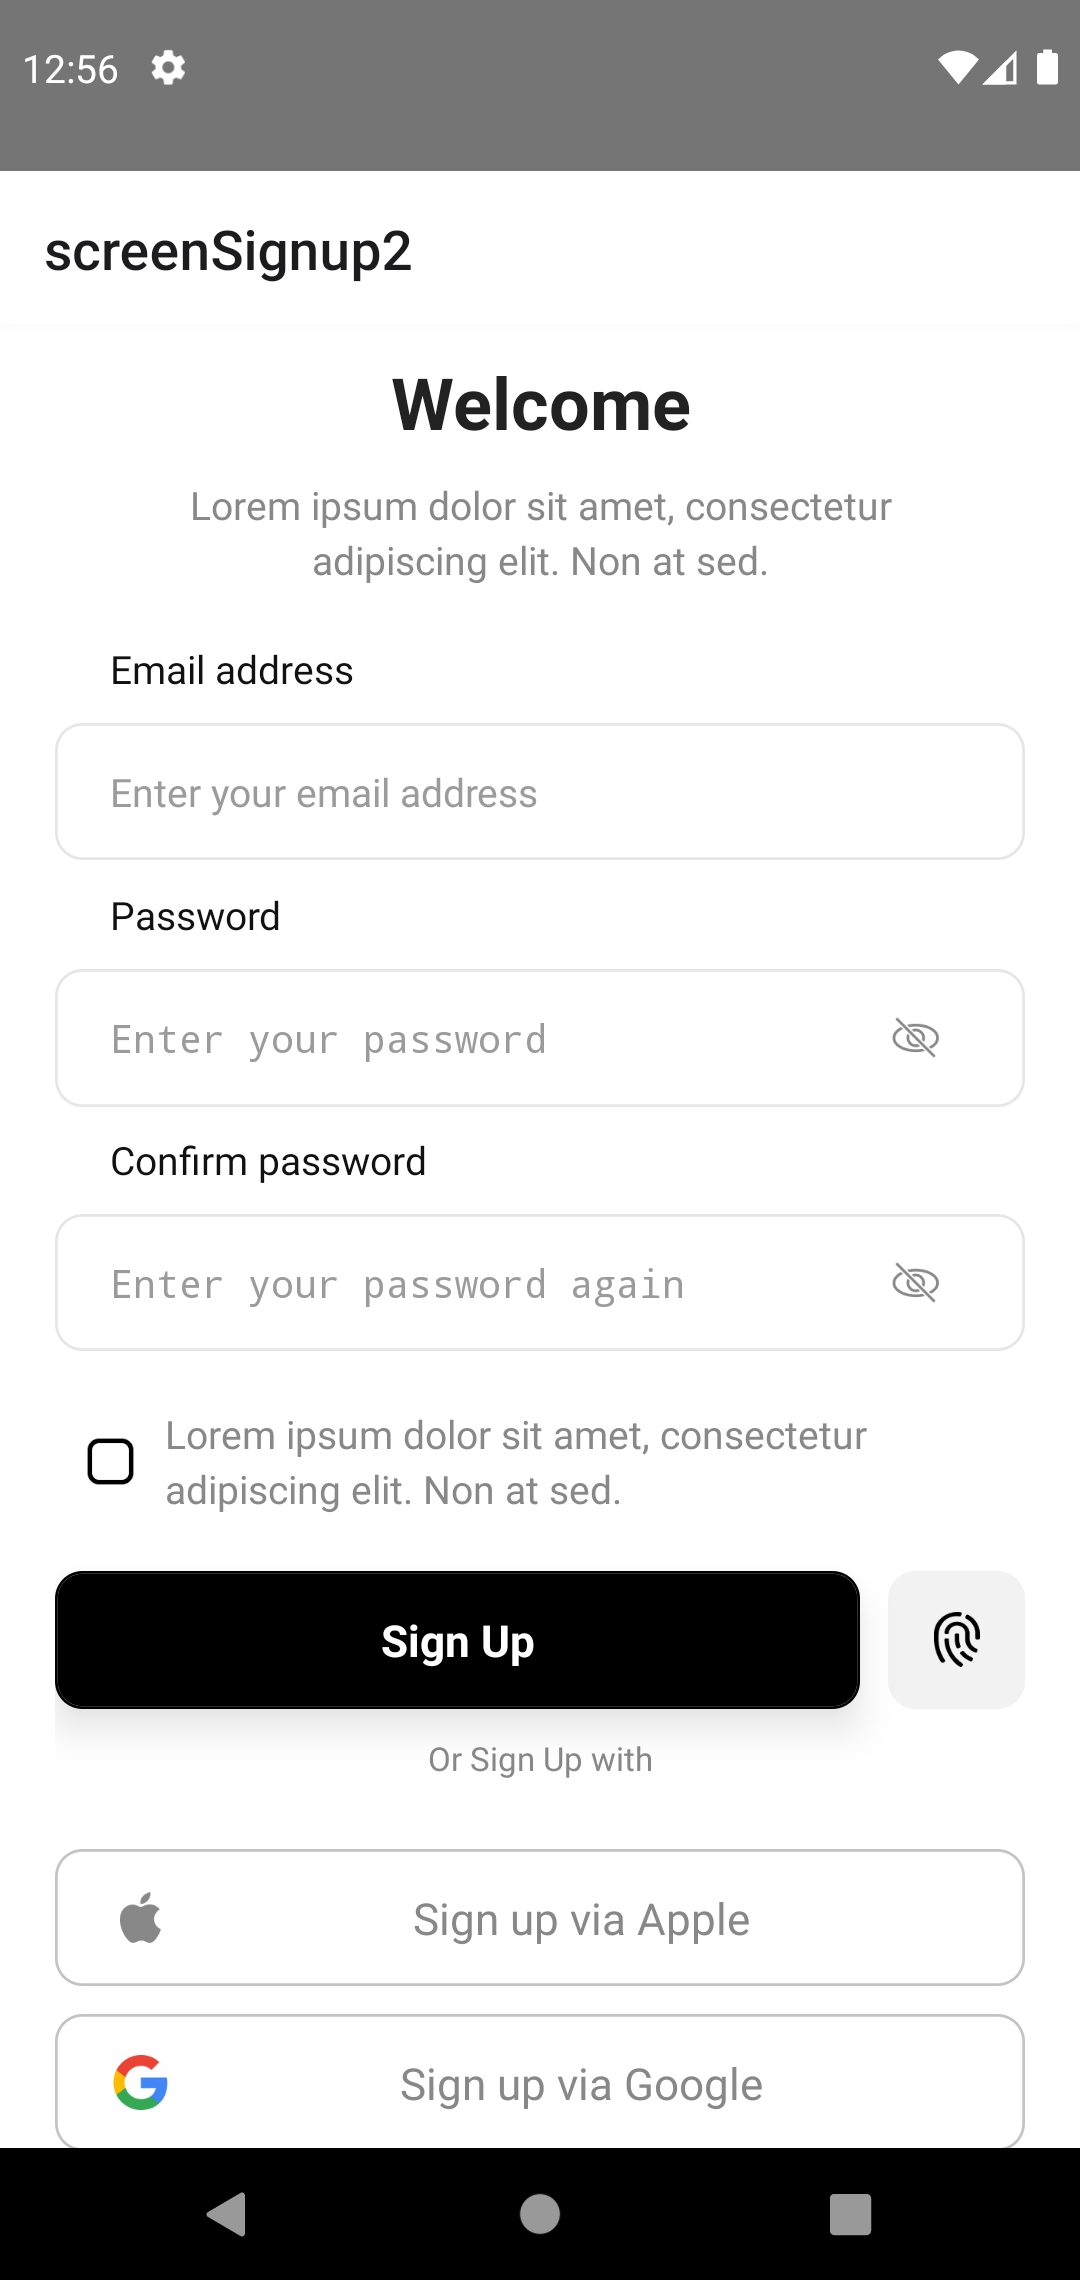 12:56
screenSignup2
Welcome
Lorem ipsum dolor sit amet, consectetur
adipiscing elit. Non at sed.
Email address
Enter your email address
Password
Enter your password
Confirm password
Enter your password again
Lorem ipsum dolor sit amet, consectetur
adipiscing elit. Non at sed.
Sign Up
Or Sign Up with
Sign up via Apple
Sign up via Google